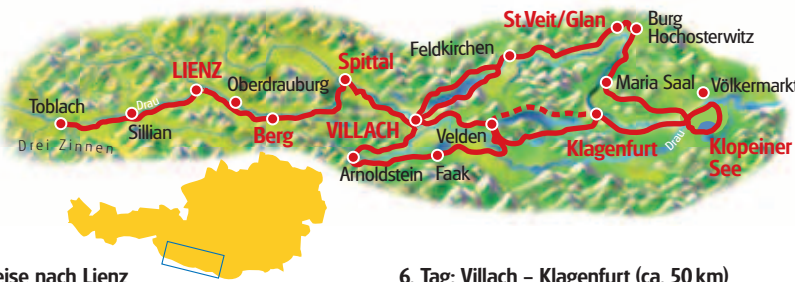 St.Veit/Glan
Burg
Hochosterwitz
Feldkirchen
Spittal
LIENZ
Oberdrauburg
Maria Saal
Völkermarkt
Toblach
Drau
Sillian
Berg
VILLACH
Velden
Klagenfurt
Drau
Klopeiner
See
Drei Zinnen
Arnoldstein
Faak
eise nach Lienz
6. Tag: Villach – Klagenfurt (ca. 50 km)